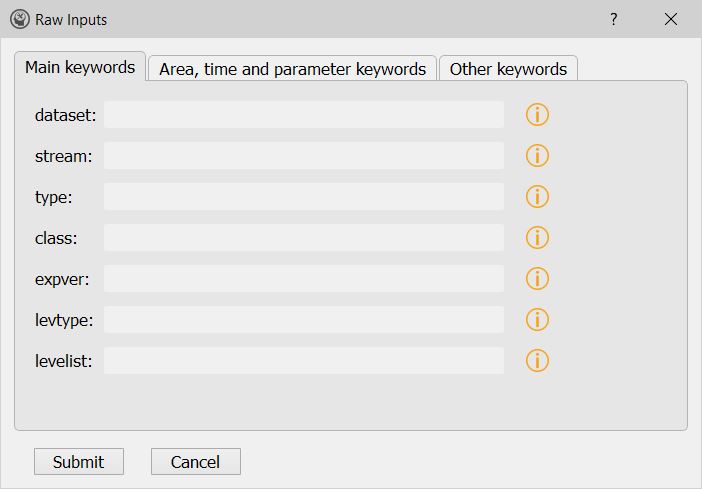 Raw Inputs ?
Main keywords Area, time and parameter keywords Other keywords
dataset:
stream:
type:
class:
expver:
levtype:
levelist:
Submit Cancel